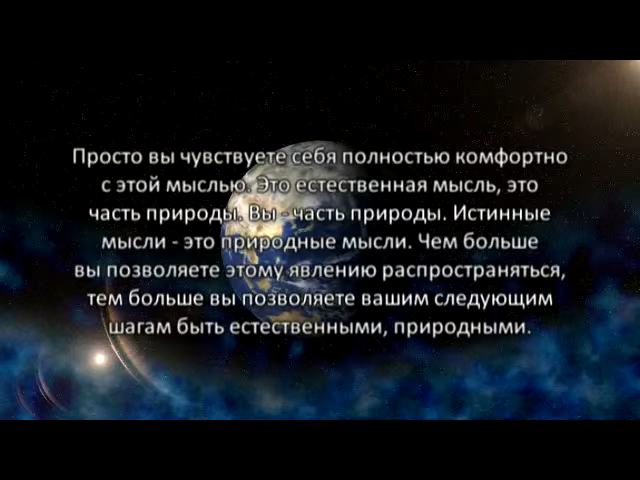 Просто вы чувствуете себя полностью комфортно
с этой мыслью. Это естественная мысль, это
часть природы. Вы - часть природы. Истинные
мысли - это природные мысли. Чем больше
вы позволяете этому явлению распространяться,
тем больше вы позволяете вашим следующим
шагам быть естественными, природными.